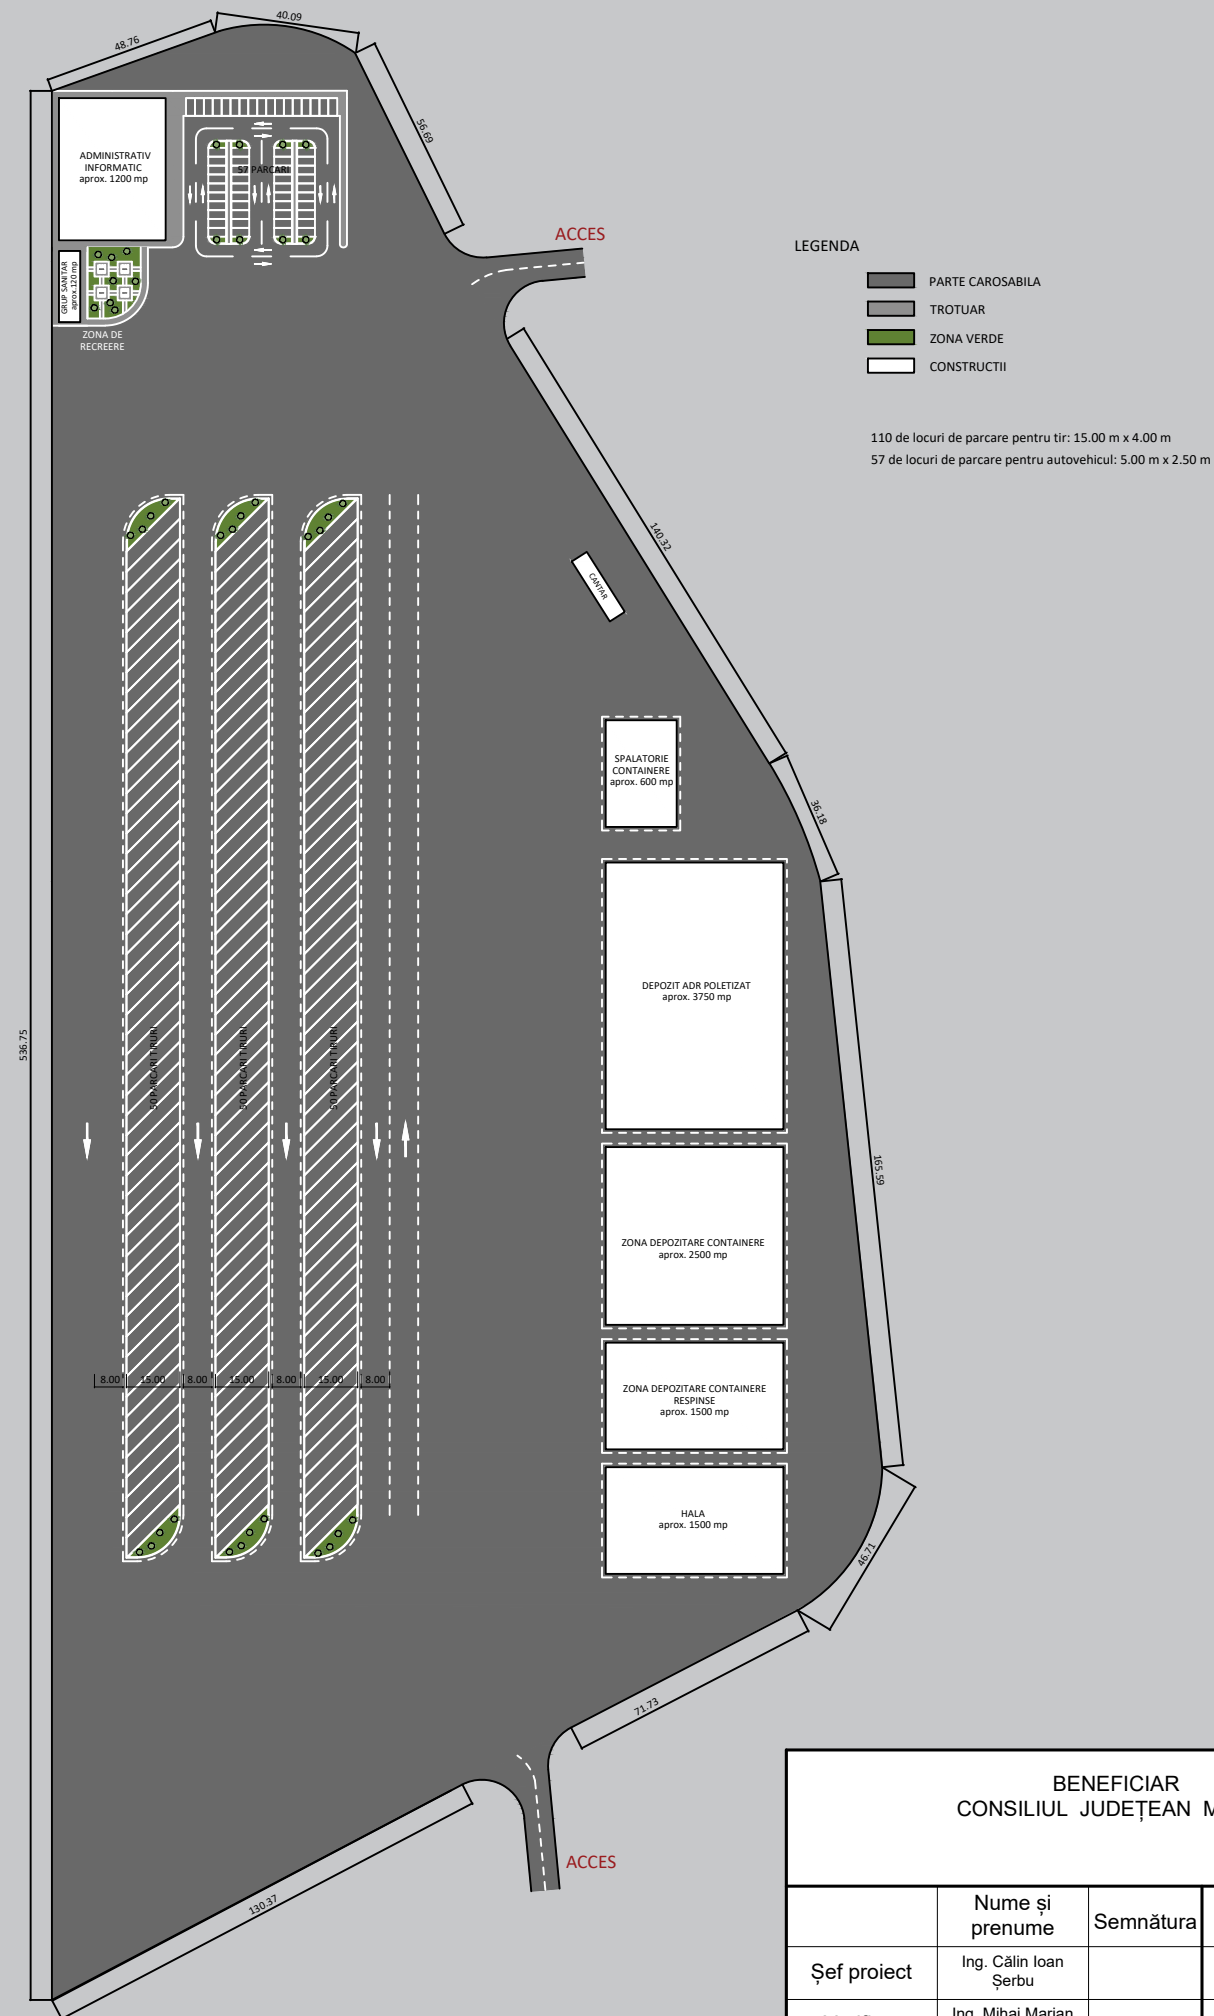 48.76
40.09
56.69
ADMINISTRATIV
INFORMATIC
aprox. 1200 mp
57 PARCARI
GRUP SANITAR
aprox.120 mp
ZONA DE
RECREERE
ACCES
LEGENDA
PARTE CAROSABILA
TROTUAR
ZONA VERDE
CONSTRUCTII
110 de locuri de parcare pentru tir: 15.00 m x 4.00 m
57 de locuri de parcare pentru autovehicul: 5.00 m x 2.50 m
140.32
CANTAR
SPALATORIE
CONTAINERE
aprox. 600 mp
36.18
DEPOZIT ADR POLETIZAT
aprox. 3750 mp
536.75
50 PARCARI TIRURI
50 PARCARI TIRURI
50 PARCARI TIRURI
165.59
ZONA DEPOZITARE CONTAINERE
aprox. 2500 mp
8.00 15.00 8.00 15.00 8.00 15.00 8.00
ZONA DEPOZITARE CONTAINERE
RESPINSE
aprox. 1500 mp
HALA
aprox. 1500 mp
46.71
71.73
130.37
ACCES
BENEFICIAR
CONSILIUL JUDEȚEAN M
Nume și
prenume
Semnătura
Șef proiect
Ing. Călin Ioan
Șerbu
Ing. Mihai Marian